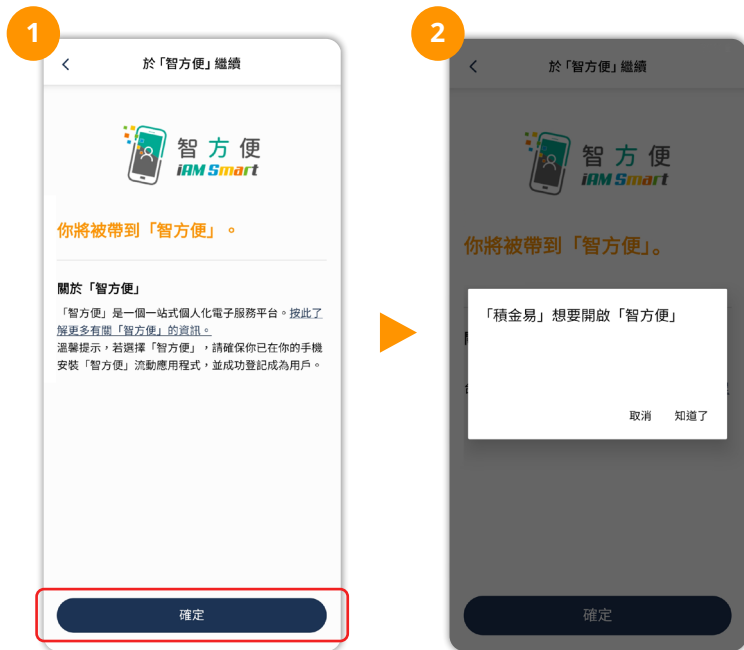 1
於「智方便」繼續
智方便
iAM Smart
你將被帶到「智方便」。
關於「智方便」
「智方便」是一個一站式個人化電子服務平台。按此了
解更多有關「智方便」的資訊。
溫馨提示，若選擇「智方便」，請確保你已在你的手機
安裝「智方便」流動應用程式，並成功登記成為用戶。
確定
2
於「智方便」繼續
智方便
iAM Smart
你將被帶到「智方便」。
「積金易」想要開啟「智方便」
取消 知道了
確定